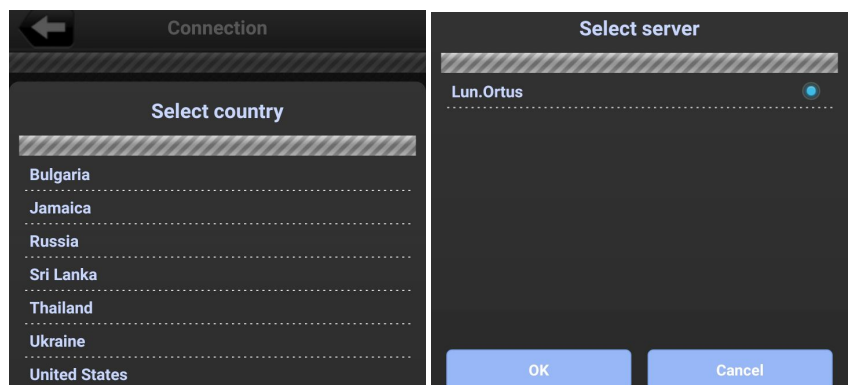 Connection
Select country
Bulgaria
Jamaica
Russia
Sri Lanka
Thailand
Ukraine
United States
Select server
Lun.Ortus
OK
Cancel